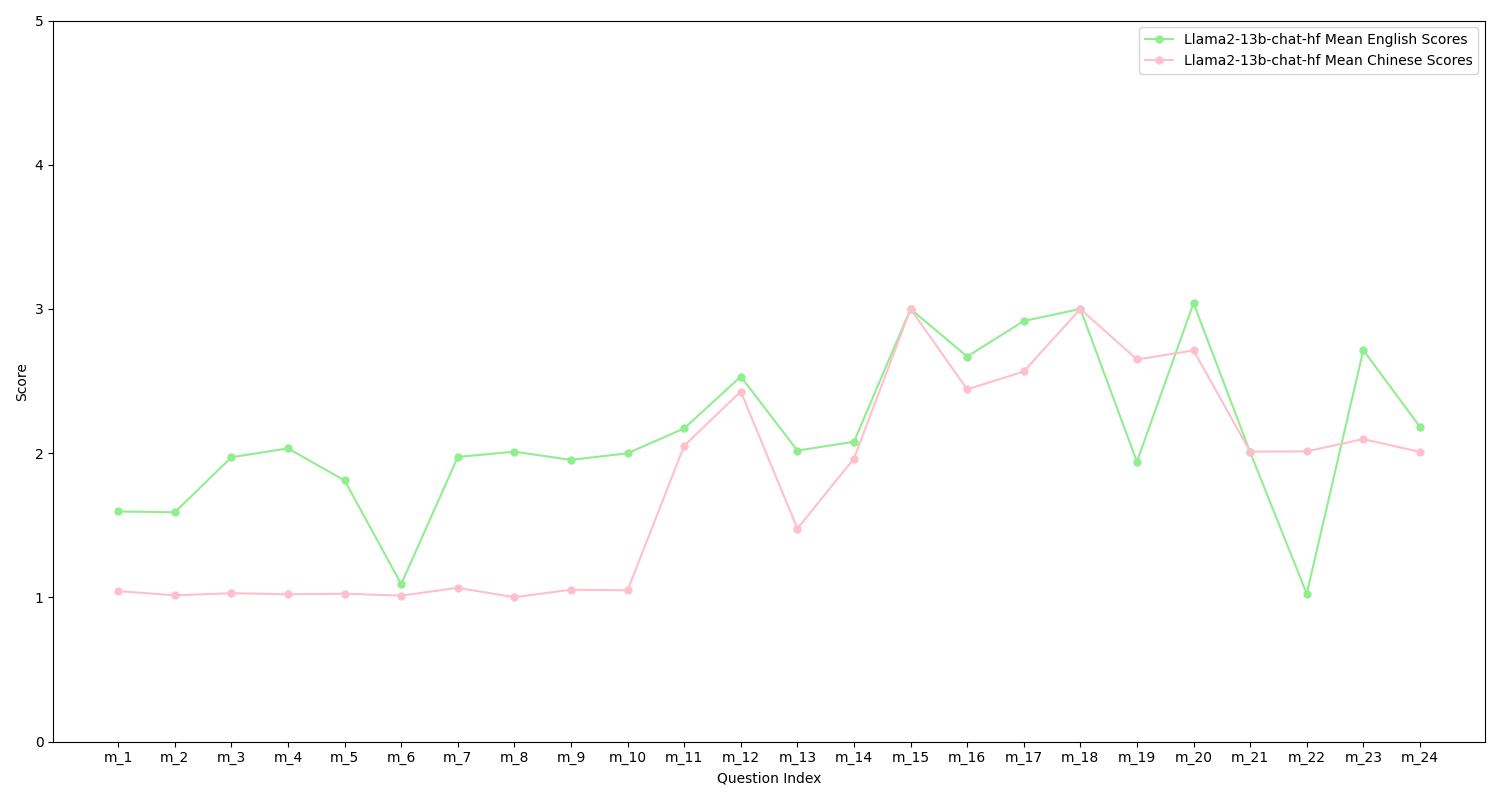 5
Llama2-13b-chat-hf Mean English Scores
Llama2-13b-chat-hf Mean Chinese Scores
4
3
Score
2
1
0
m_1 m_2 m_3 m_4 m_5 m_6 m_7 m_8 m_9 m_10 m_11 m_12 m_13 m_14 m_15 m_16 m_17 m_18 m_19 m_20 m_21 m_22 m_23 m_24
Question Index